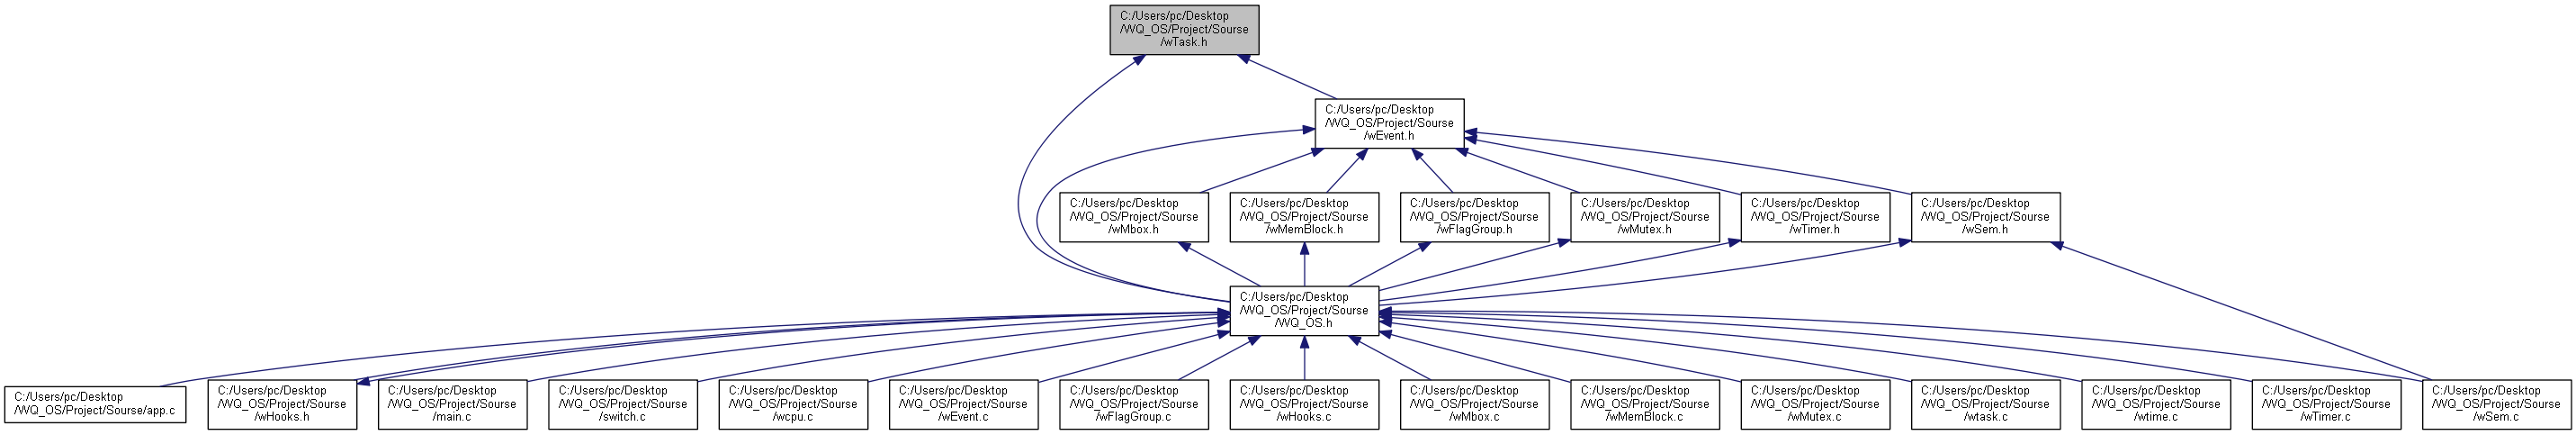 C:/Users/pc/Desktop
/WQ_OS/Project/Sourse
/wTask.h
C:/Users/pc/Desktop
/WQ_OS/Project/Sourse
/wEvent.h
C:/Users/pc/Desktop
/WQ_OS/Project/Sourse
/wMbox.h
C:/Users/pc/Desktop
/WQ_OS/Project/Sourse
/wMemBlock.h
C:/Users/pc/Desktop
/WQ_OS/Project/Sourse
/wFlagGroup.h
C:/Users/pc/Desktop
/WQ_OS/Project/Sourse
/wMutex.h
C:/Users/pc/Desktop
/WQ_OS/Project/Sourse
/wTimer.h
C:/Users/pc/Desktop
/WQ_OS/Project/Sourse
/wSem.h
C:/Users/pc/Desktop
/WQ_OS/Project/Sourse
/WQ_OS.h
C:/Users/pc/Desktop
/WQ_OS/Project/Sourse/app.c
C:/Users/pc/Desktop
/WQ_OS/Project/Sourse
/wHooks.h
C:/Users/pc/Desktop
/WQ_OS/Project/Sourse
/main.c
C:/Users/pc/Desktop
/WQ_OS/Project/Sourse
/switch.c
C:/Users/pc/Desktop
/WQ_OS/Project/Sourse
/wcpu.c
C:/Users/pc/Desktop
/WQ_OS/Project/Sourse
/wEvent.c
C:/Users/pc/Desktop
/WQ_OS/Project/Sourse
/wFlagGroup.c
C:/Users/pc/Desktop
/WQ_OS/Project/Sourse
/wHooks.c
C:/Users/pc/Desktop
/WQ_OS/Project/Sourse
/wMbox.c
C:/Users/pc/Desktop
/WQ_OS/Project/Sourse
/wMemBlock.c
C:/Users/pc/Desktop
/WQ_OS/Project/Sourse
/wMutex.c
C:/Users/pc/Desktop
/WQ_OS/Project/Sourse
/wtask.c
C:/Users/pc/Desktop
/WQ_OS/Project/Sourse
/wtime.c
C:/Users/pc/Desktop
/WQ_OS/Project/Sourse
/wTimer.c
C:/Users/pc/Desktop
/WQ_OS/Project/Sourse
/wSem.c